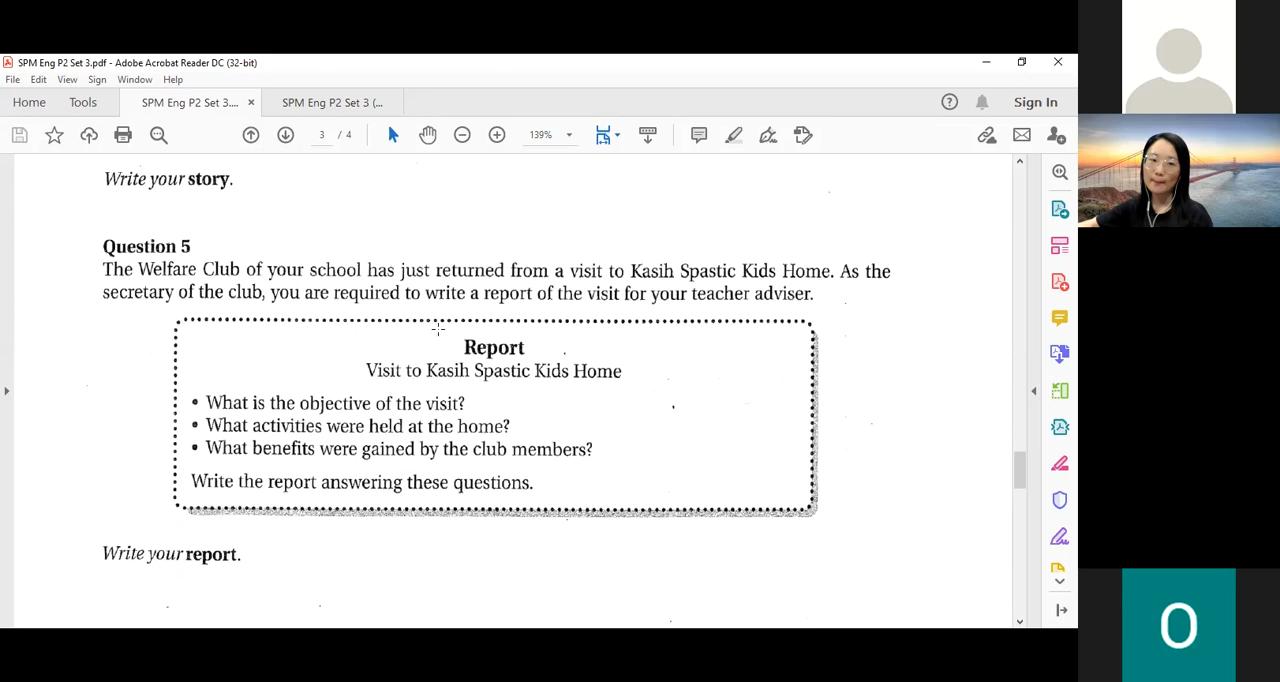 SPM Eng P2 Set 3.pdf - Adobe Acrobat Reader DC (32-bit)
File Edit View Sign Window Help
Home Tools SPM Eng P2 Set 3.... × SPM Eng P2 Set 3 (... Sign In
3 / 4 139%
Write your story.
Question 5
The Welfare Club of your school has just returned from a visit to Kasih Spastic Kids Home. As the
secretary of the club, you are required to write a report of the visit for your teacher adviser.
Report
Visit to Kasih Spastic Kids Home
• What is the objective of the visit?
• What activities were held at the home?
• What benefits were gained by the club members?
Write the report answering these questions.
Write your report.
O